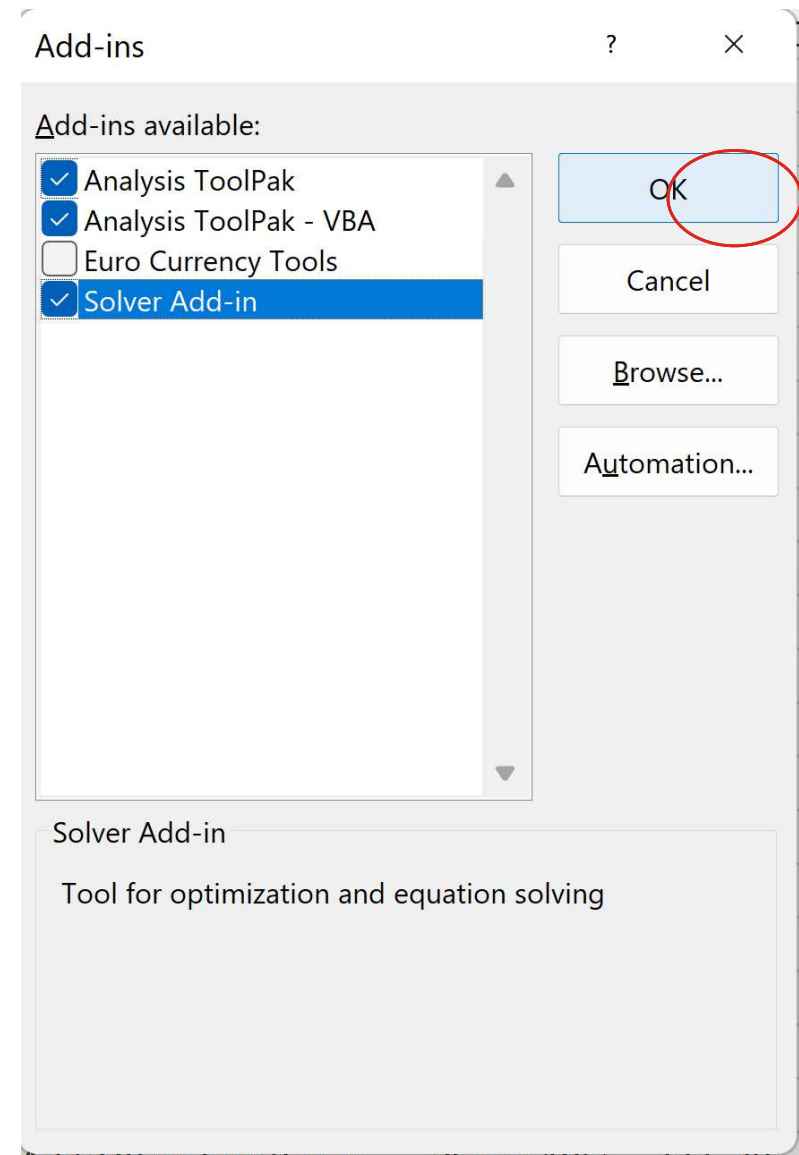 Add-ins ?
Add-ins available:
Analysis ToolPak
Analysis ToolPak - VBA
Euro Currency Tools
Solver Add-in
OK
Cancel
Browse...
Automation...
Solver Add-in
Tool for optimization and equation solving